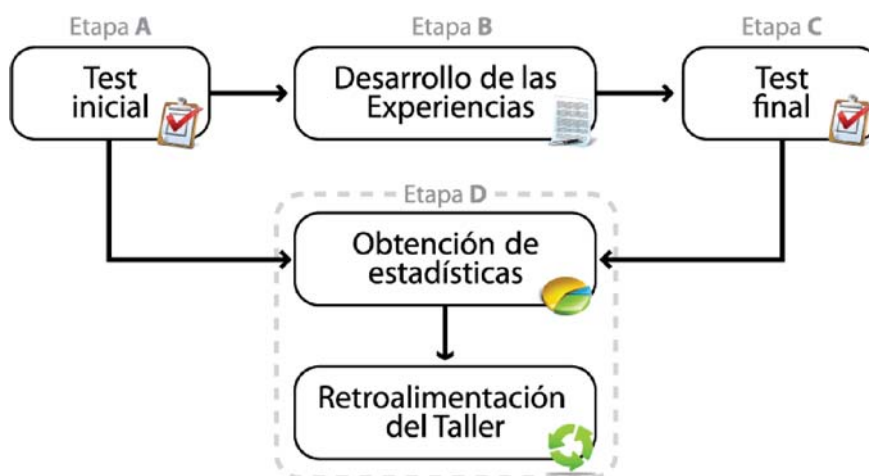 Etapa A
Test
inicial
Etapa B
Desarrollo de las
Experiencias
Etapa C
Test
final
Etapa D
Obtención de
estadísticas
Retroalimentación
del Taller